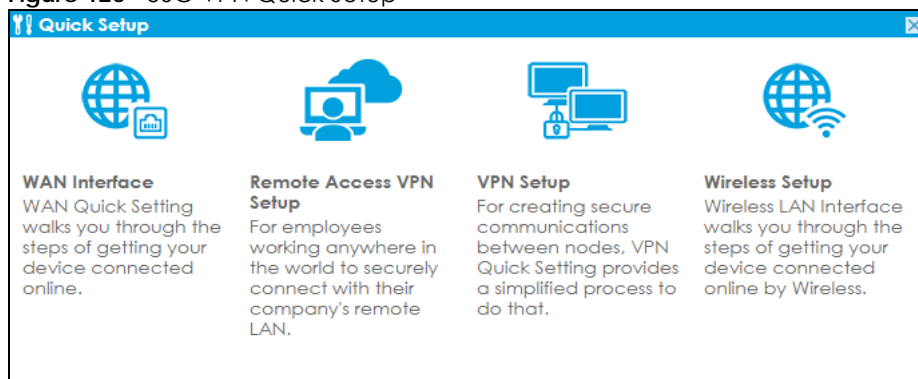 Quick Setup
WAN Interface
WAN Quick Setting
walks you through the
steps of getting your
device connected
online.
Remote Access VPN
Setup
For employees
working anywhere in
the world to securely
connect with their
company's remote
LAN.
VPN Setup
For creating secure
communications
between nodes, VPN
Quick Setting provides
a simplified process to
do that.
Wireless Setup
Wireless LAN Interface
walks you through the
steps of getting your
device connected
online by Wireless.